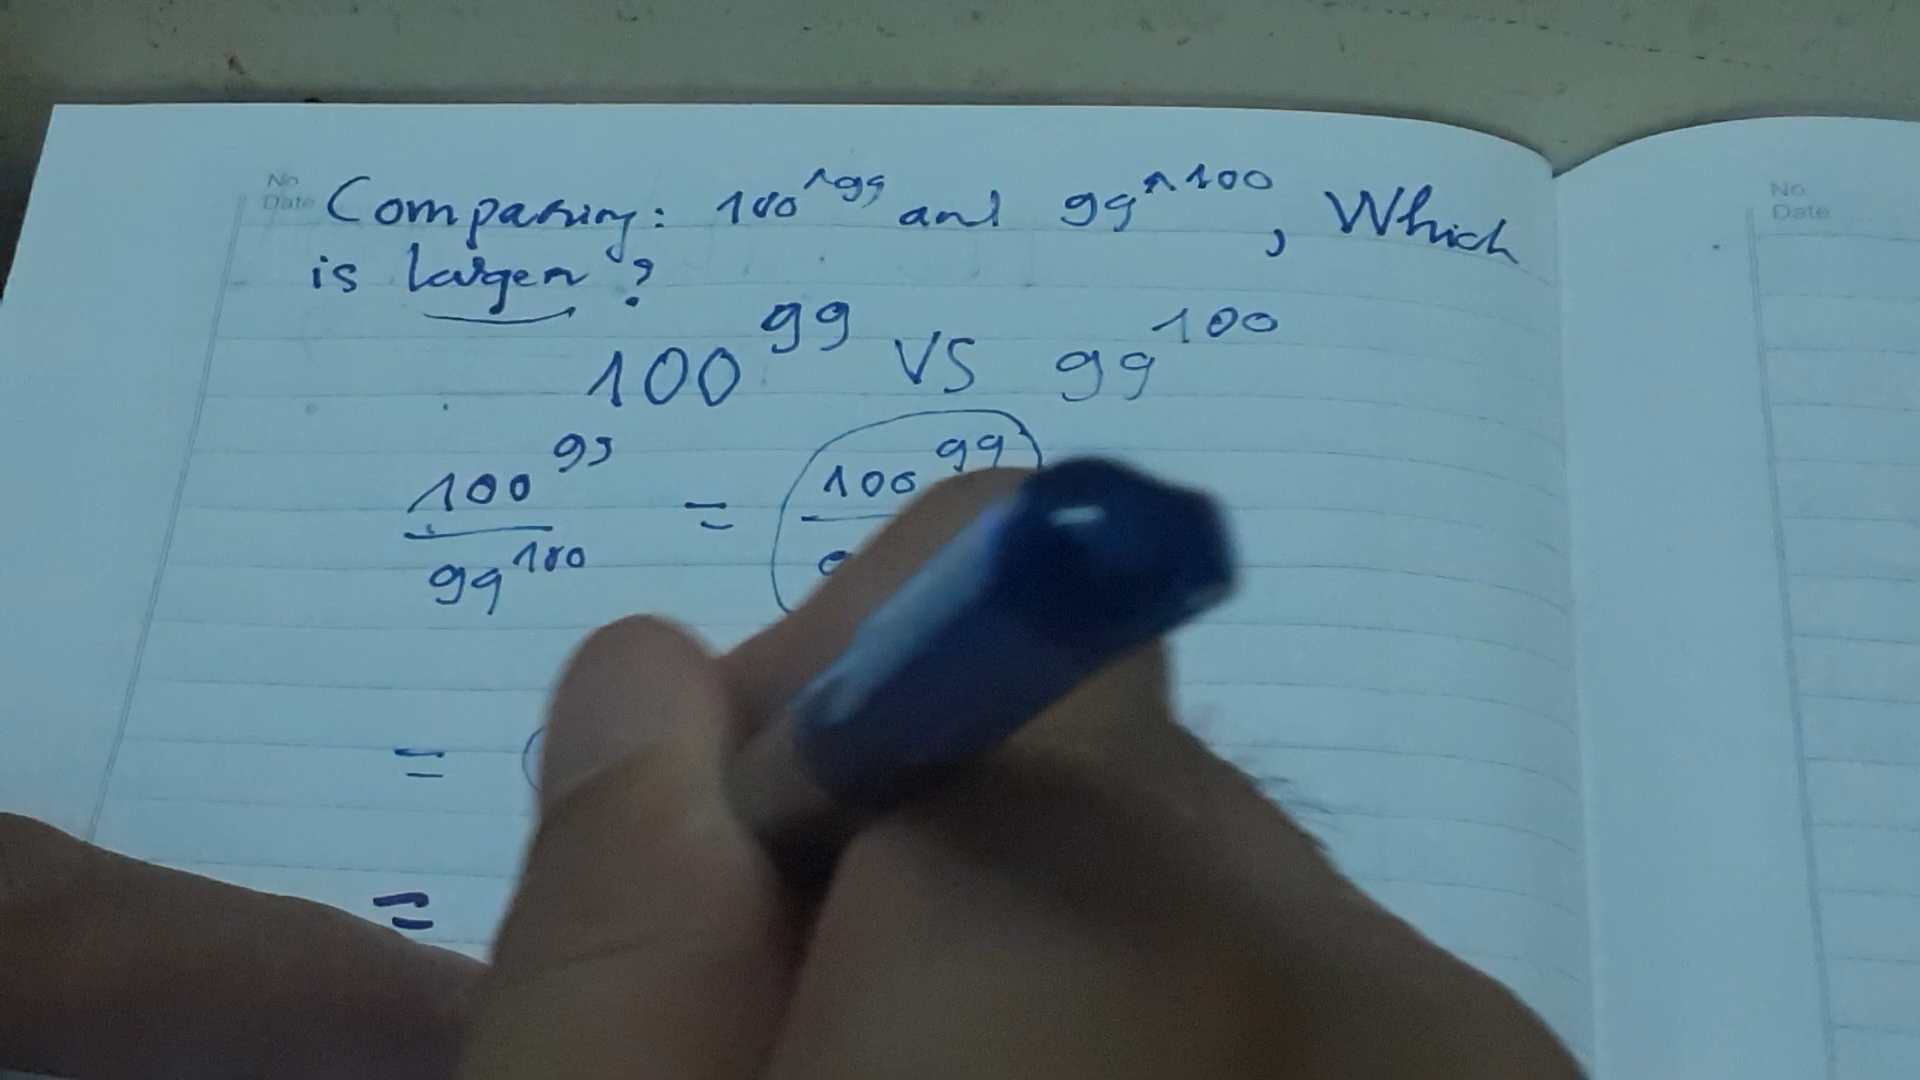 No
Date
Comparing: 100^99 and 99^100, Which
is larger?
100^99 VS 99^100
100^99 / 99^100 = 100^99
=
=
No
Date